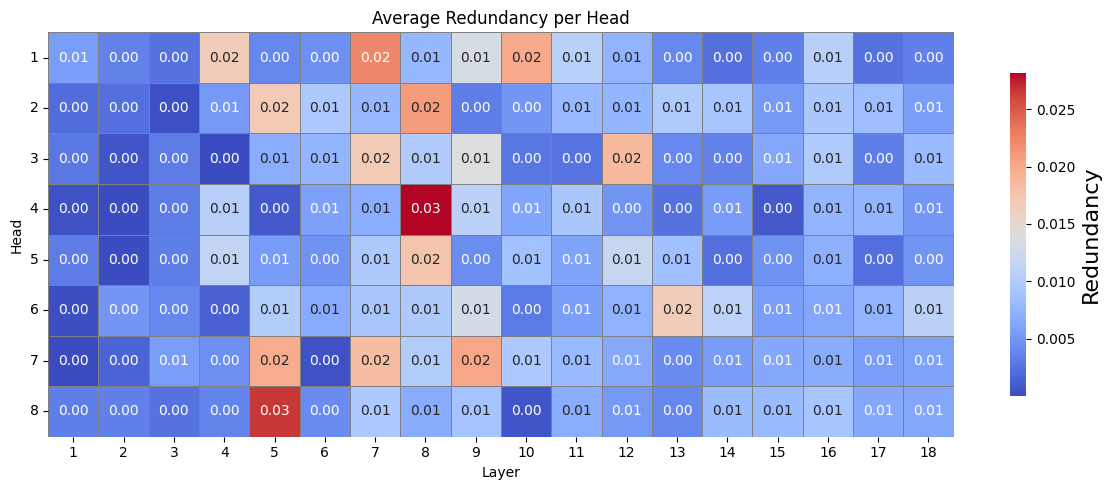 Average Redundancy per Head
1 0.01 0.00 0.00 0.02 0.00 0.00 0.02 0.01 0.01 0.02 0.01 0.01 0.00 0.00 0.00 0.01 0.00 0.00
2 0.00 0.00 0.00 0.01 0.02 0.01 0.01 0.02 0.00 0.00 0.01 0.01 0.01 0.01 0.01 0.01 0.01 0.01
3 0.00 0.00 0.00 0.00 0.01 0.01 0.02 0.01 0.01 0.00 0.00 0.02 0.00 0.00 0.01 0.01 0.00 0.01
4 0.00 0.00 0.00 0.01 0.00 0.01 0.01 0.03 0.01 0.01 0.01 0.00 0.00 0.01 0.00 0.01 0.01 0.01
5 0.00 0.00 0.00 0.01 0.01 0.00 0.01 0.02 0.00 0.01 0.01 0.01 0.01 0.00 0.00 0.01 0.00 0.00
6 0.00 0.00 0.00 0.00 0.01 0.01 0.01 0.01 0.01 0.00 0.01 0.01 0.02 0.01 0.01 0.01 0.01 0.01
7 0.00 0.00 0.01 0.00 0.02 0.00 0.02 0.01 0.02 0.01 0.01 0.01 0.00 0.01 0.01 0.01 0.01 0.01
8 0.00 0.00 0.00 0.00 0.03 0.00 0.01 0.01 0.01 0.00 0.01 0.01 0.00 0.01 0.01 0.01 0.01 0.01
1 2 3 4 5 6 7 8 9 10 11 12 13 14 15 16 17 18
Layer
Head
0.025
0.020
0.015
0.010
0.005
Redundancy